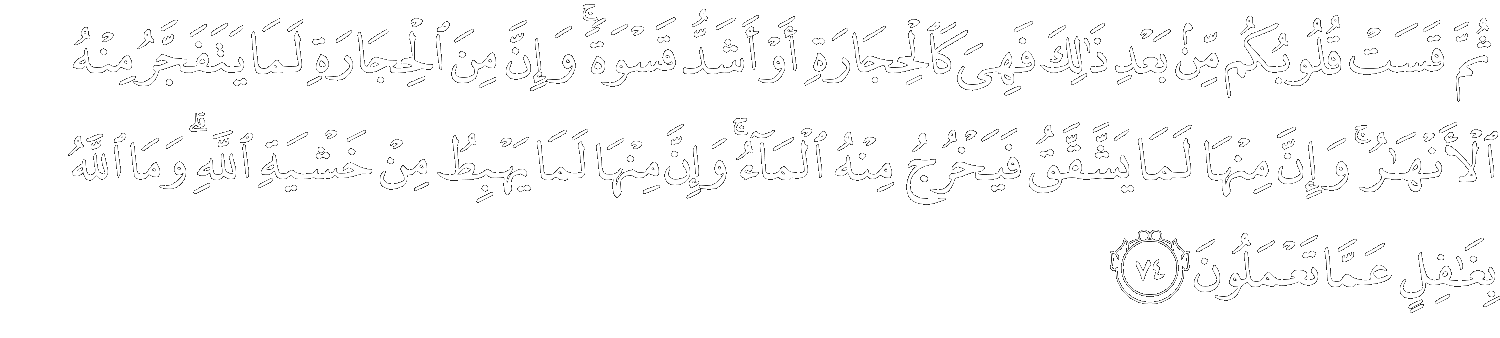 ثُمَّ قَسَتْ قُلُوبُكُم مِّنۢ بَعْدِ ذَٰلِكَ فَهِىَ كَٱلْحِجَارَةِ أَوْ أَشَدُّ قَسْوَةً ۚ وَإِنَّ مِنَ ٱلْحِجَارَةِ لَمَا يَتَفَجَّرُ مِنْهُ
ٱلْأَنْهَـٰرُ ۚ وَإِنَّ مِنْهَا لَمَا يَشَّقَّقُ فَيَخْرُجُ مِنْهُ ٱلْمَآءُ ۚ وَإِنَّ مِنْهَا لَمَا يَهْبِطُ مِنْ خَشْيَةِ ٱللَّهِ ۗ وَمَا ٱللَّهُ
بِغَـٰفِلٍ عَمَّا تَعْمَلُونَ ٧٤